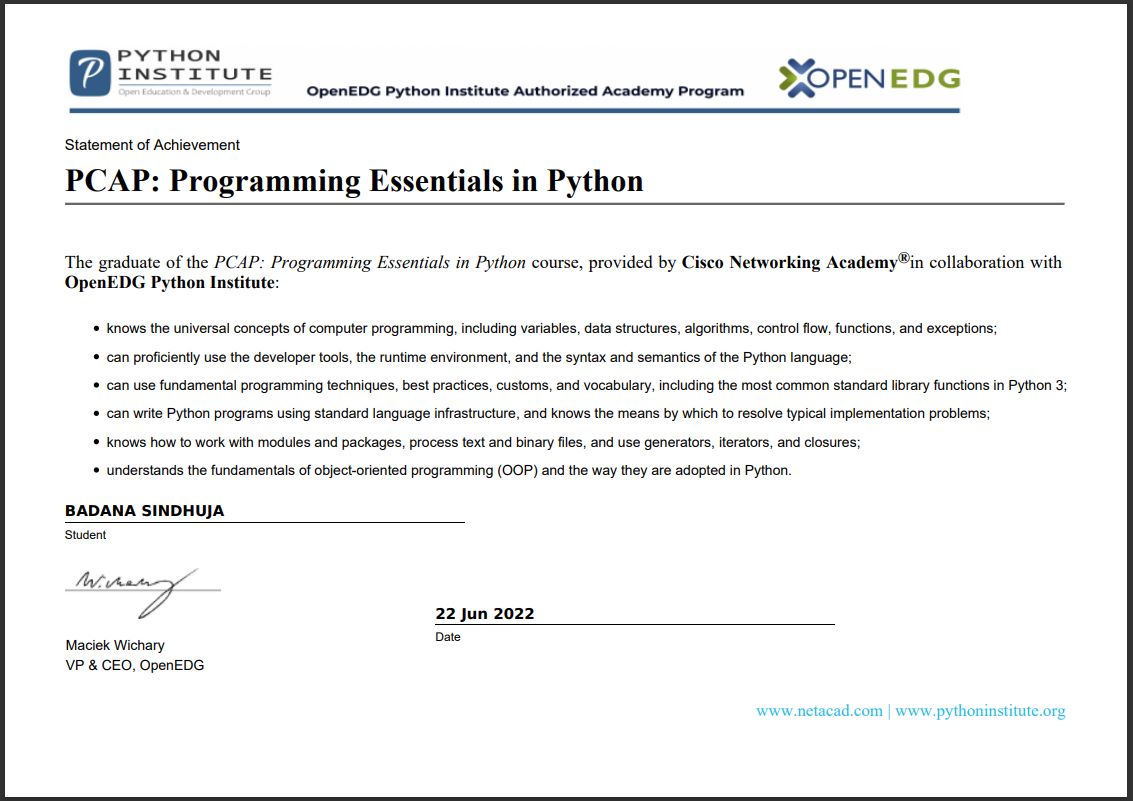 PYTHON
INSTITUTE
Open Education & Development Group
OpenEDG Python Institute Authorized Academy Program
OPENEDG
Statement of Achievement
PCAP: Programming Essentials in Python
The graduate of the PCAP: Programming Essentials in Python course, provided by Cisco Networking Academy® in collaboration with
OpenEDG Python Institute:
• knows the universal concepts of computer programming, including variables, data structures, algorithms, control flow, functions, and exceptions;
• can proficiently use the developer tools, the runtime environment, and the syntax and semantics of the Python language;
• can use fundamental programming techniques, best practices, customs, and vocabulary, including the most common standard library functions in Python 3;
• can write Python programs using standard language infrastructure, and knows the means by which to resolve typical implementation problems;
• knows how to work with modules and packages, process text and binary files, and use generators, iterators, and closures;
• understands the fundamentals of object-oriented programming (OOP) and the way they are adopted in Python.
BADANA SINDHUJA
Student
W. Wichary
22 Jun 2022
Date
Maciek Wichary
VP & CEO, OpenEDG
www.netacad.com | www.pythoninstitute.org